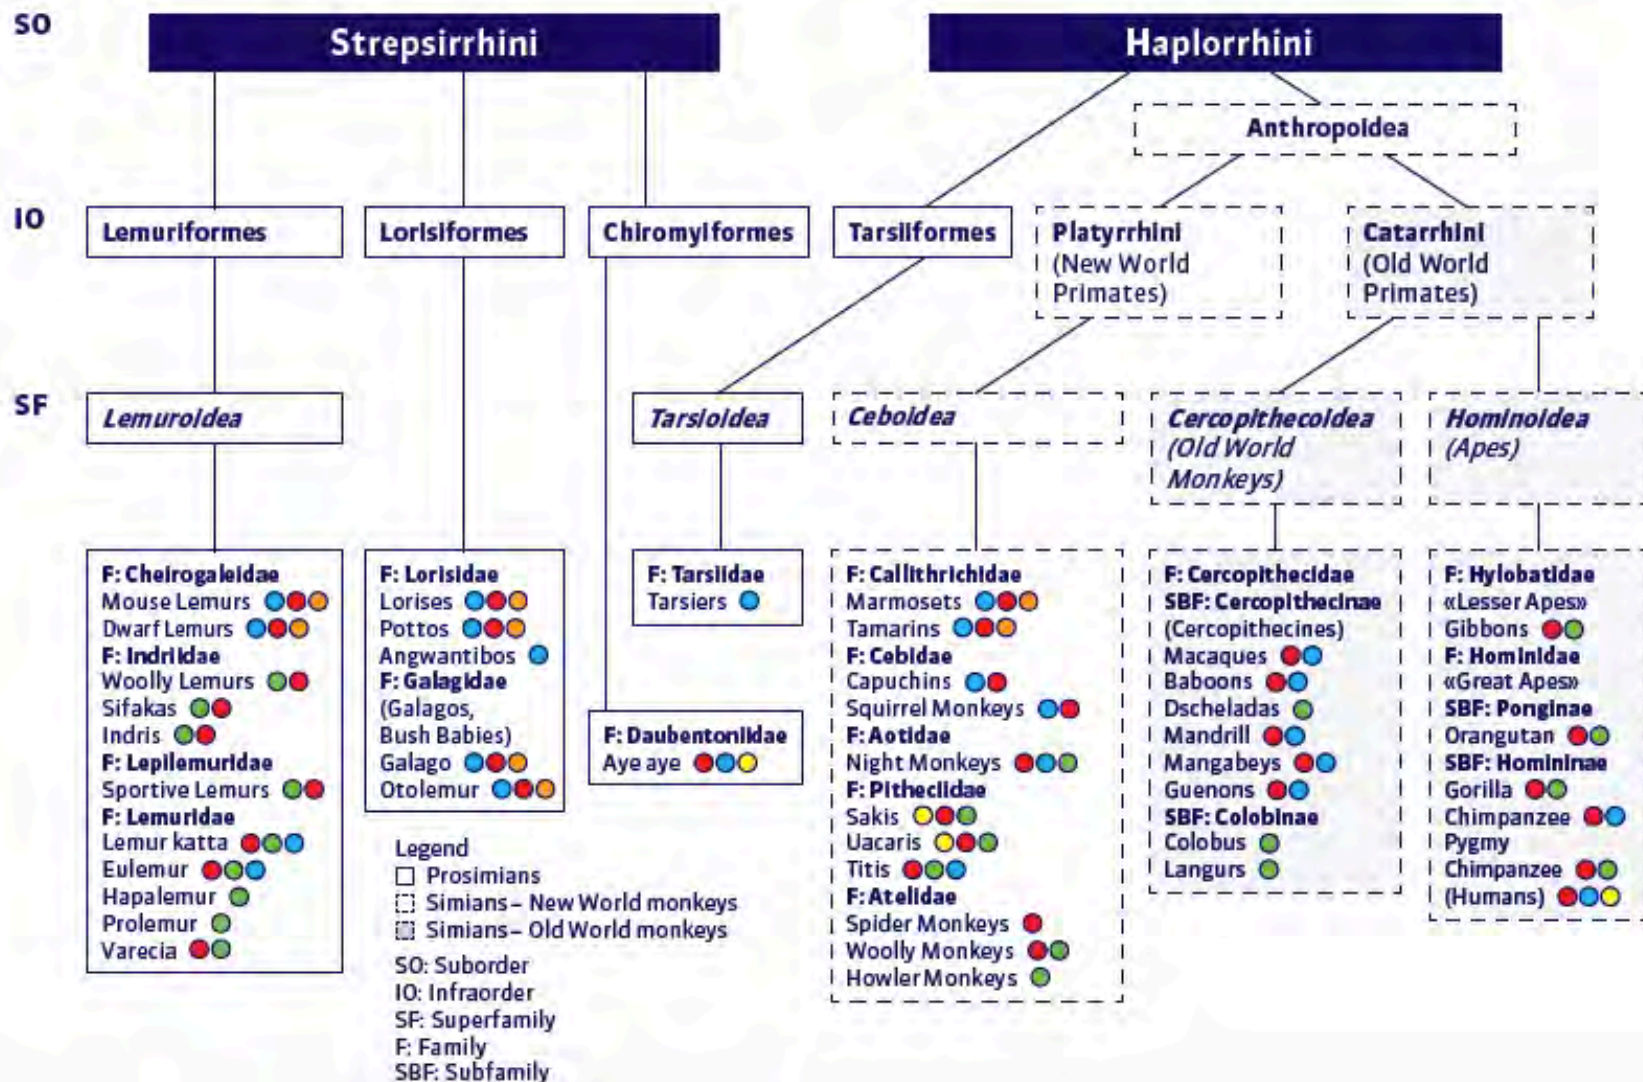 SO
Strepsirrhini
Haplorrhini
Anthropoidea
IO
Lemuriformes
Lorisiformes
Chiromyiformes
Tarsiiformes
Platyrrhini
(New World
Primates)
Catarrhini
(Old World
Primates)
SF
Lemuroidea
Tarsioidea
Ceboidea
Cercopithecoidea
(Old World
Monkeys)
Hominoidea
(Apes)
F: Cheirogaleidae
Mouse Lemurs
Dwarf Lemurs
F: Indriidae
Woolly Lemurs
Sifakas
Indris
F: Lepilemuridae
Sportive Lemurs
F: Lemuridae
Lemur katta
Eulemur
Hapalemur
Prolemur
Varecia
F: Lorisidae
Lorises
Pottos
Angwantibos
F: Galagidae
(Galagos,
Bush Babies)
Galago
Otolemur
F: Tarsiidae
Tarsiers
F: Daubentoniidae
Aye aye
F: Callithrichidae
Marmosets
Tamarins
F: Cebidae
Capuchins
Squirrel Monkeys
F: Aotidae
Night Monkeys
F: Pitheciidae
Sakis
Uacaris
Titis
F: Atelidae
Spider Monkeys
Woolly Monkeys
Howler Monkeys
F: Cercopithecidae
SBF: Cercopithecinae
(Cercopithecines)
Macaques
Baboons
Dscheladas
Mandrill
Mangabeys
Guenons
SBF: Colobinae
Colobus
Langurs
F: Hylobatidae
«Lesser Apes»
Gibbons
F: Hominidae
«Great Apes»
SBF: Ponginae
Orangutan
SBF: Homininae
Gorilla
Chimpanzee
Pygmy
Chimpanzee
(Humans)
Legend
Prosimians
Simians – New World monkeys
Simians – Old World monkeys
SO: Suborder
IO: Infraorder
SF: Superfamily
F: Family
SBF: Subfamily